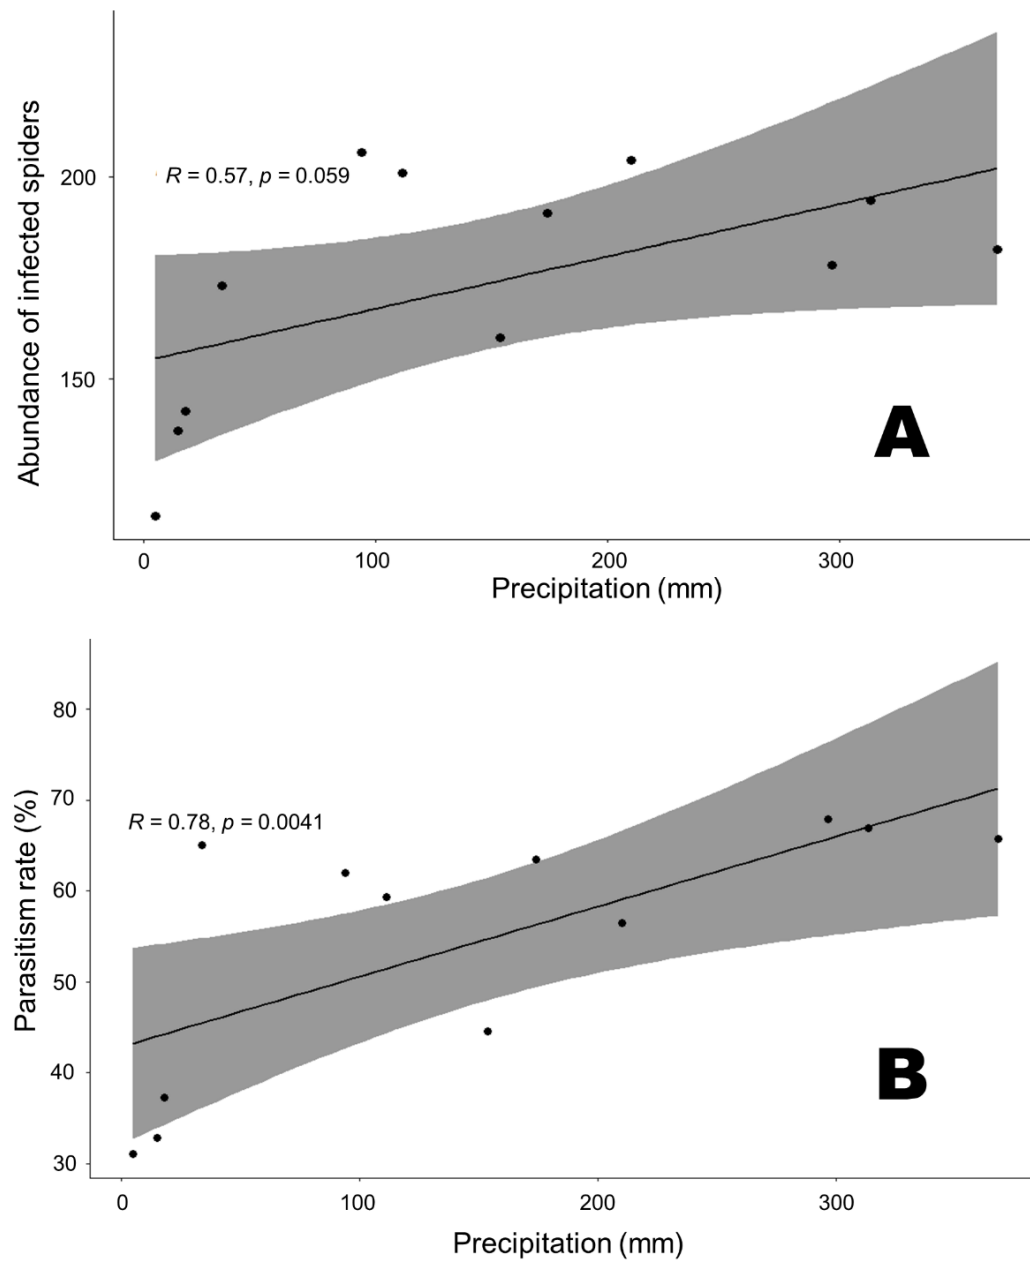 Abundance of infected spiders
200
150
R = 0.57, p = 0.059
A
0 100 200 300
Precipitation (mm)
Parasitism rate (%)
80
70
60
50
40
30
R = 0.78, p = 0.0041
B
0 100 200 300
Precipitation (mm)